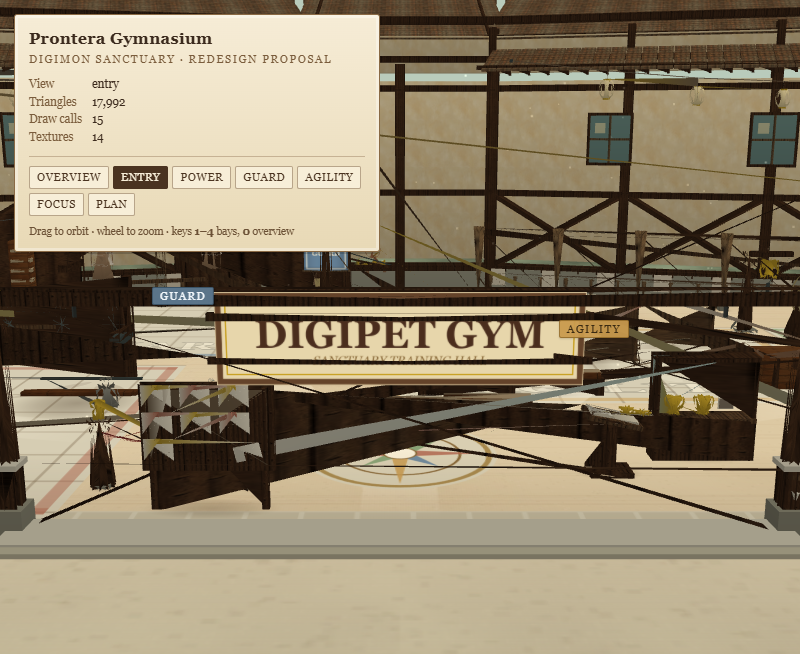 Prontera Gymnasium
DIGIMON SANCTUARY · REDESIGN PROPOSAL
View entry
Triangles 17,992
Draw calls 15
Textures 14
OVERVIEW ENTRY POWER GUARD AGILITY
FOCUS PLAN
Drag to orbit · wheel to zoom · keys 1–4 bays, 0 overview
GUARD
DIGIPET GYM
AGILITY
SANCTUARY TRAINING HALL